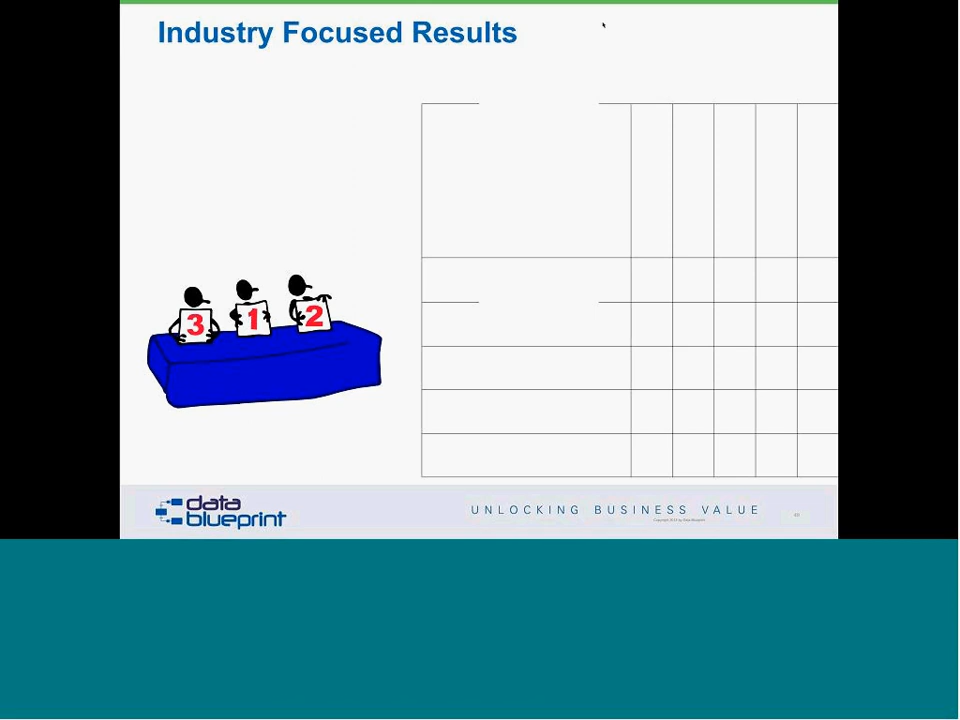 Industry Focused Results
3
1
2
data
blueprint
UNLOCKING BUSINESS VALUE